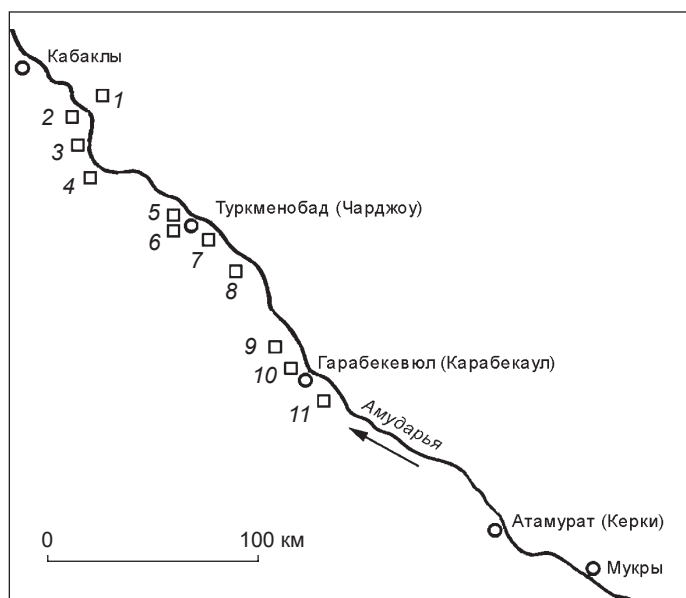 Кабаклы
1
2
3
4
5
Туркменобад (Чарджоу)
6
7
8
9
Гарабекевюл (Карабекаул)
10
11
Амударья
Атамурат (Керки)
0 100 км
Мукры